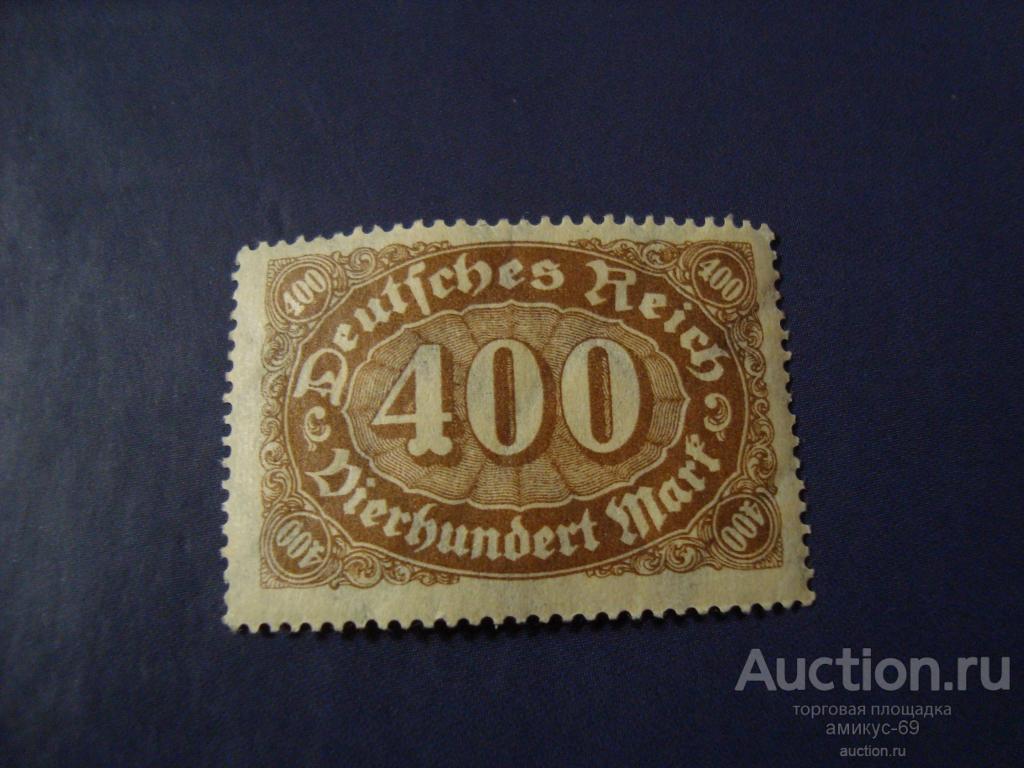 400 400
Deutsches Reich
400
Vierhundert Mark
400 400
Auction.ru
торговая площадка
амикус-69
auction.ru